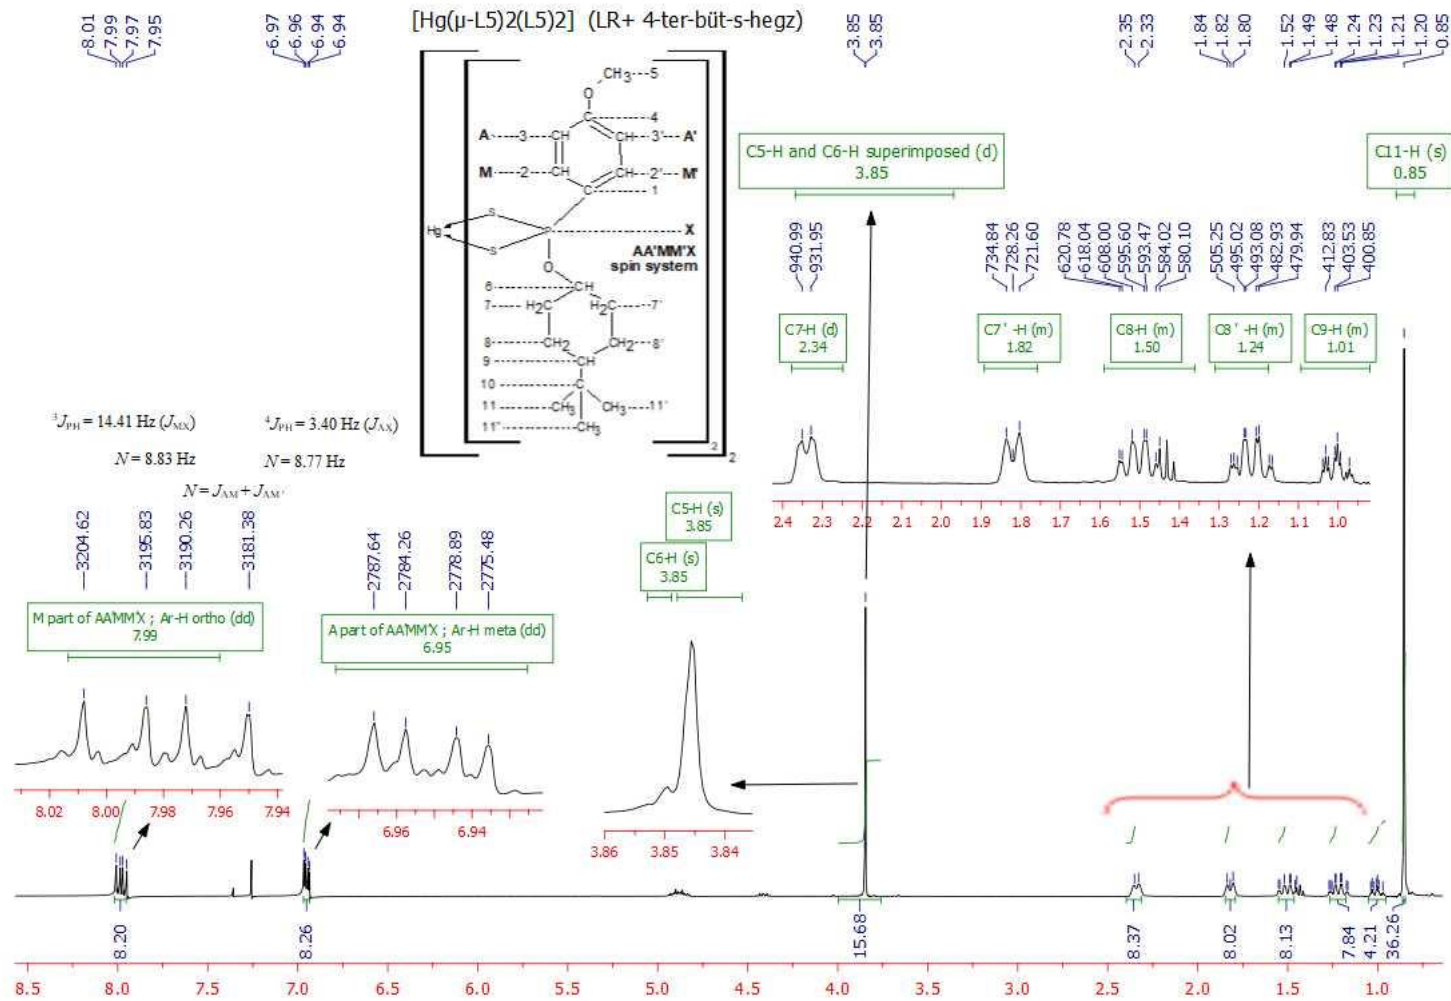 [Hg(μ-L5)2(L5)2] (LR+ 4-ter-büt-s-hegz)
8.01
7.99
7.97
7.95
6.97
6.96
6.94
6.94
3.85
3.85
2.35
2.33
1.84
1.82
1.80
1.52
1.49
1.48
1.24
1.23
1.21
1.20
0.85
CH3---5
O
C---4
A---3---CH
CH---3'---A'
M---2---CH
CH---2'---M'
C
1
S
Hg
P---X
S
AA'MM'X
spin system
O
6---CH
7---H2C
H2C---7'
8---CH2
CH2---8'
9---CH
10---C
11---CH3
CH3---11'
11''---CH3
2
2
C5-H and C6-H superimposed (d)
3.85
C11-H (s)
0.85
940.99
931.95
734.84
728.26
721.60
620.78
618.04
608.00
595.60
593.47
584.02
580.10
505.25
495.02
493.08
482.93
479.94
412.83
403.53
400.85
C7-H (d)
2.34
C7' -H (m)
1.82
C8-H (m)
1.50
C8' -H (m)
1.24
C9-H (m)
1.01
3JPH = 14.41 Hz (JMX)
4JPH = 3.40 Hz (JAX)
N = 8.83 Hz
N = 8.77 Hz
N = JAM + JAM'
2.4 2.3 2.2 2.1 2.0 1.9 1.8 1.7 1.6 1.5 1.4 1.3 1.2 1.1 1.0
3204.62
3195.83
3190.26
3181.38
2787.64
2784.26
2778.89
2775.48
C5-H (s)
3.85
C6-H (s)
3.85
M part of AA'MM'X ; Ar-H ortho (dd)
7.99
A part of AA'MM'X ; Ar-H meta (dd)
6.95
8.02 8.00 7.98 7.96 7.94
6.96 6.94
3.86 3.85 3.84
8.20
8.26
15.68
8.37
8.02
8.13
7.84
4.21
36.26
8.5 8.0 7.5 7.0 6.5 6.0 5.5 5.0 4.5 4.0 3.5 3.0 2.5 2.0 1.5 1.0